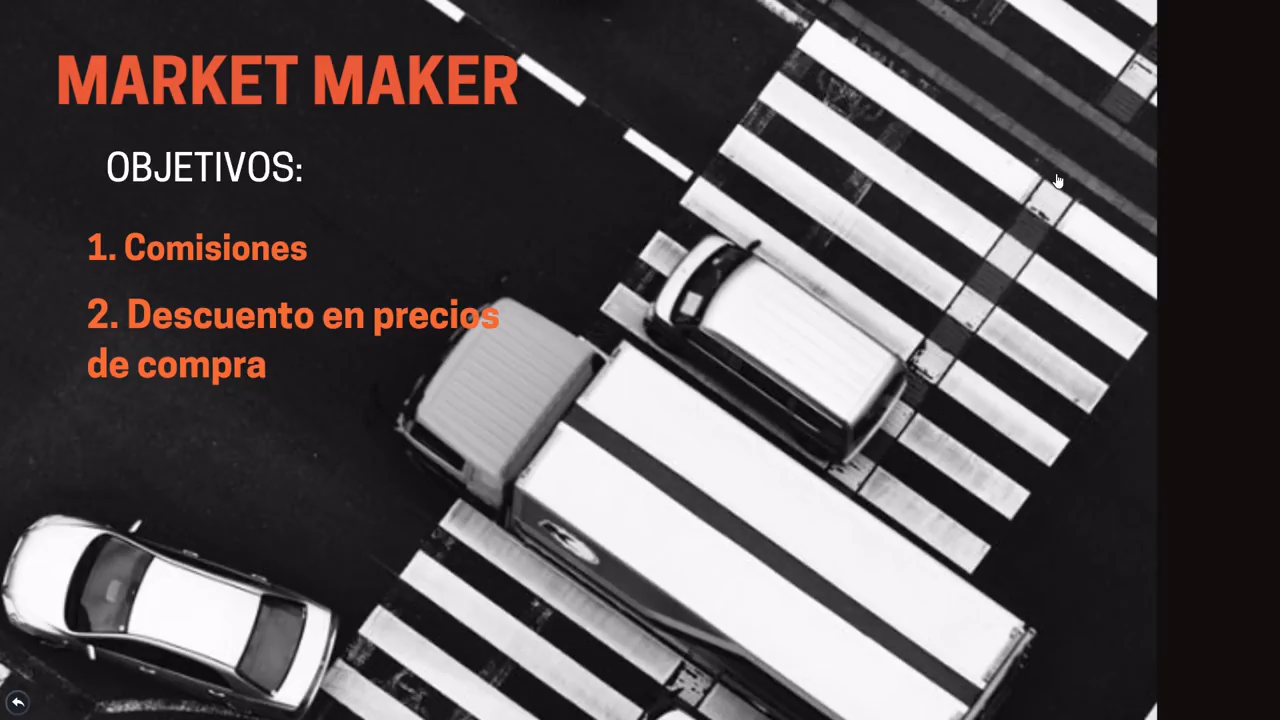 MARKET MAKER
OBJETIVOS:
1. Comisiones
2. Descuento en precios
de compra